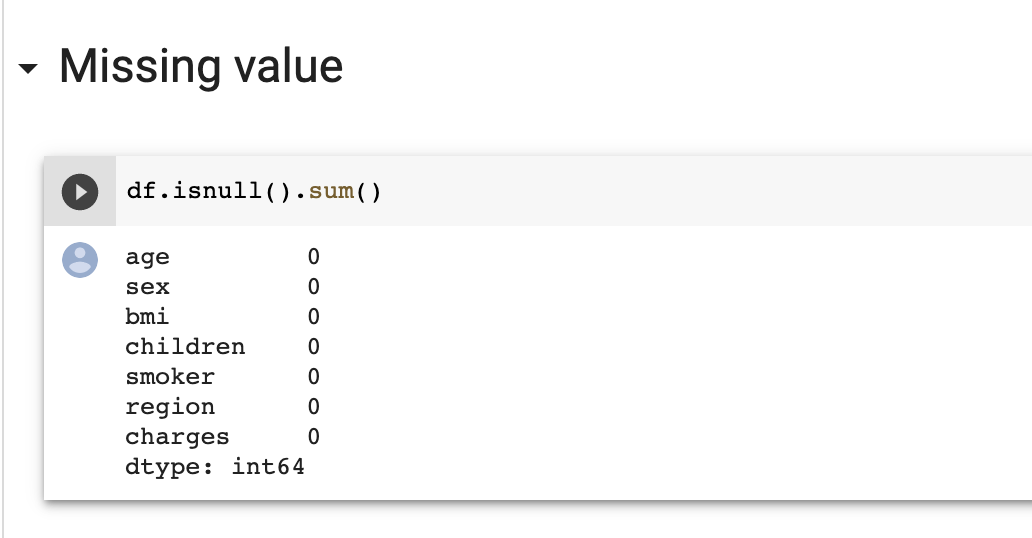 Missing value
df.isnull().sum()
age 0
sex 0
bmi 0
children 0
smoker 0
region 0
charges 0
dtype: int64